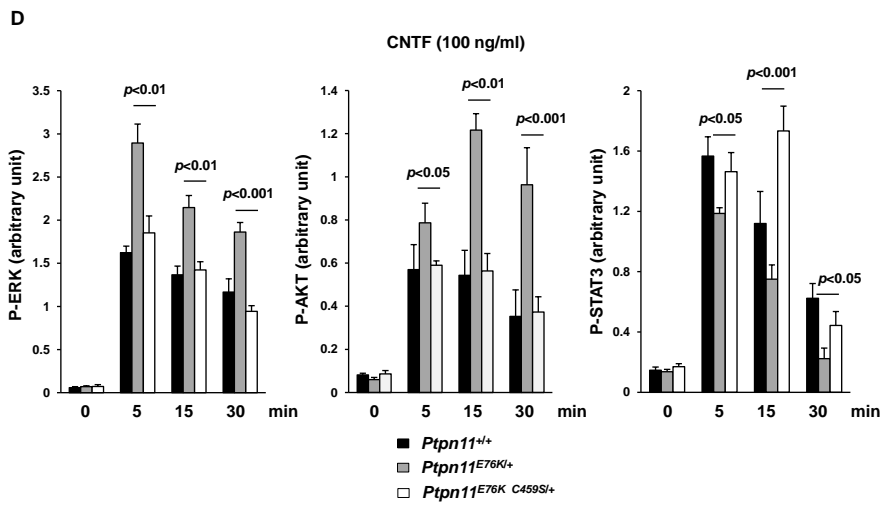 D
CNTF (100 ng/ml)
P-ERK (arbitrary unit)
3.5
3
2.5
2
1.5
1
0.5
0
p<0.01
p<0.01
p<0.001
0 5 15 30 min
P-AKT (arbitrary unit)
1.4
1.2
1
0.8
0.6
0.4
0.2
0
p<0.05
p<0.01
p<0.001
0 5 15 30 min
P-STAT3 (arbitrary unit)
2
1.6
1.2
0.8
0.4
0
p<0.05
p<0.001
p<0.05
0 5 15 30 min
Ptpn11+/+
Ptpn11E76K/+
Ptpn11E76K C459S/+